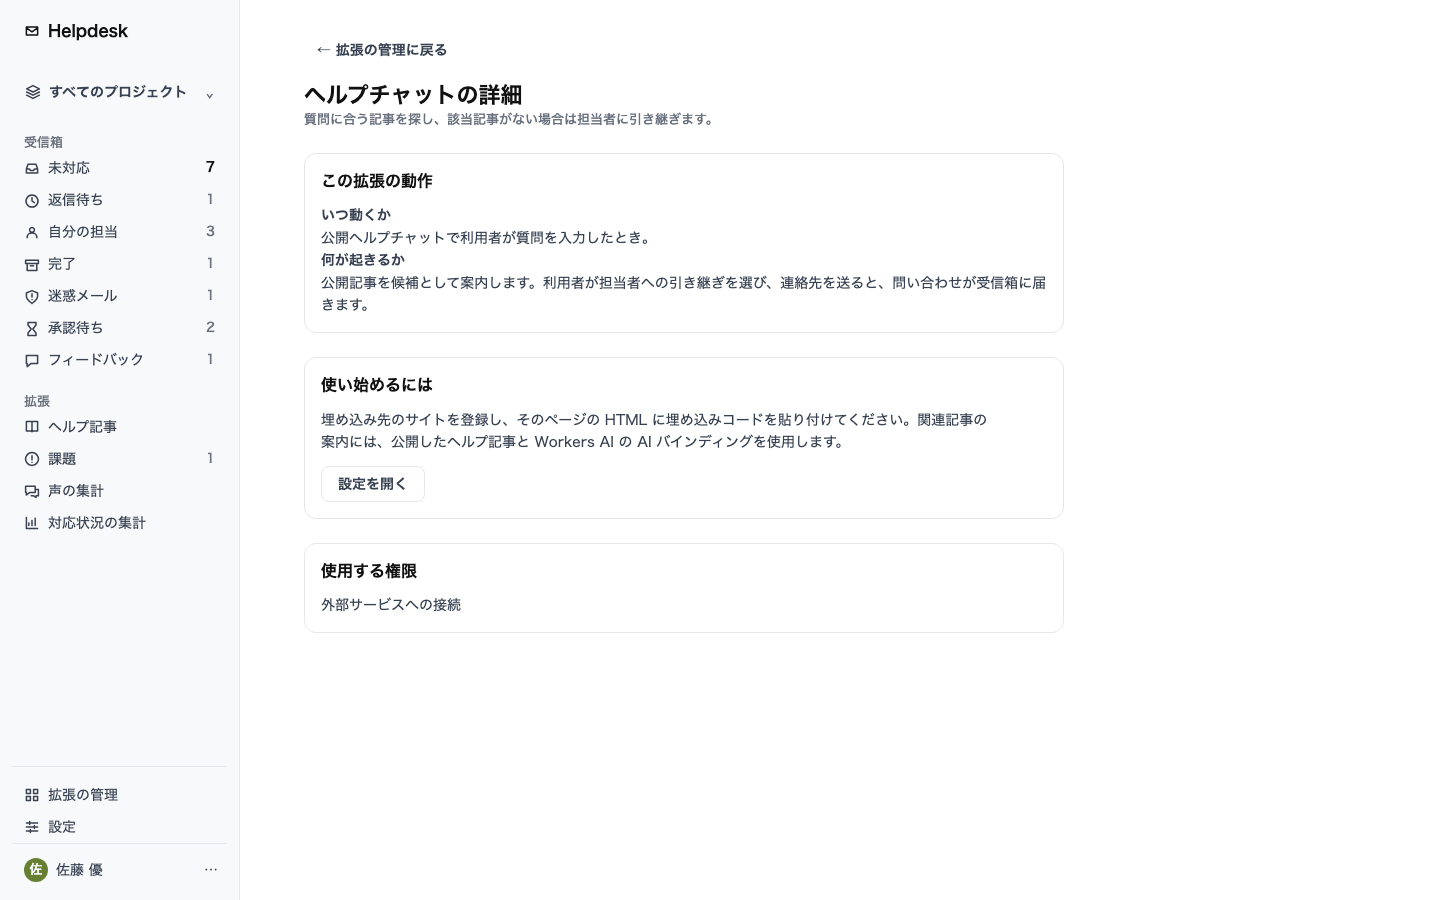 Helpdesk
すべてのプロジェクト
受信箱
未対応 7
返信待ち 1
自分の担当 3
完了 1
迷惑メール 1
承認待ち 2
フィードバック 1
拡張
ヘルプ記事
課題 1
声の集計
対応状況の集計
拡張の管理
設定
佐 佐藤 優 …
← 拡張の管理に戻る
ヘルプチャットの詳細
質問に合う記事を探し、該当記事がない場合は担当者に引き継ぎます。
この拡張の動作
いつ動くか
公開ヘルプチャットで利用者が質問を入力したとき。
何が起きるか
公開記事を候補として案内します。利用者が担当者への引き継ぎを選び、連絡先を送ると、問い合わせが受信箱に届
きます。
使い始めるには
埋め込み先のサイトを登録し、そのページの HTML に埋め込みコードを貼り付けてください。関連記事の
案内には、公開したヘルプ記事と Workers AI の AI バインディングを使用します。
設定を開く
使用する権限
外部サービスへの接続